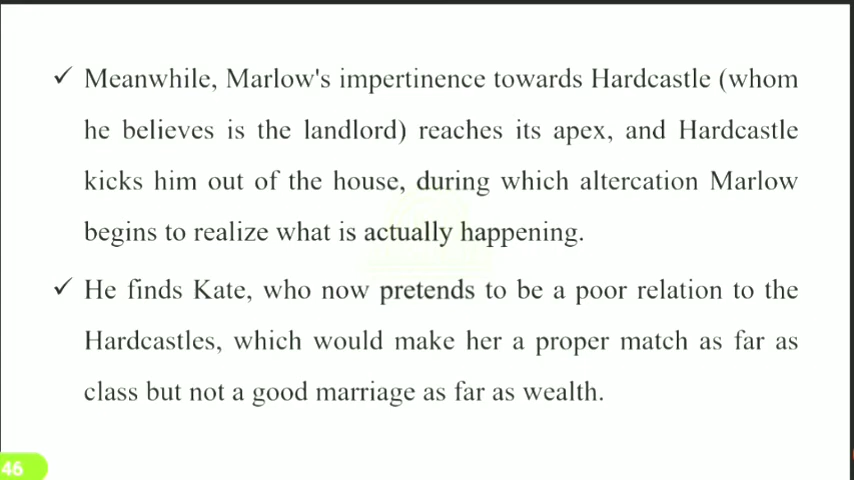 ✓ Meanwhile, Marlow's impertinence towards Hardcastle (whom
he believes is the landlord) reaches its apex, and Hardcastle
kicks him out of the house, during which altercation Marlow
begins to realize what is actually happening.
✓ He finds Kate, who now pretends to be a poor relation to the
Hardcastles, which would make her a proper match as far as
class but not a good marriage as far as wealth.
46